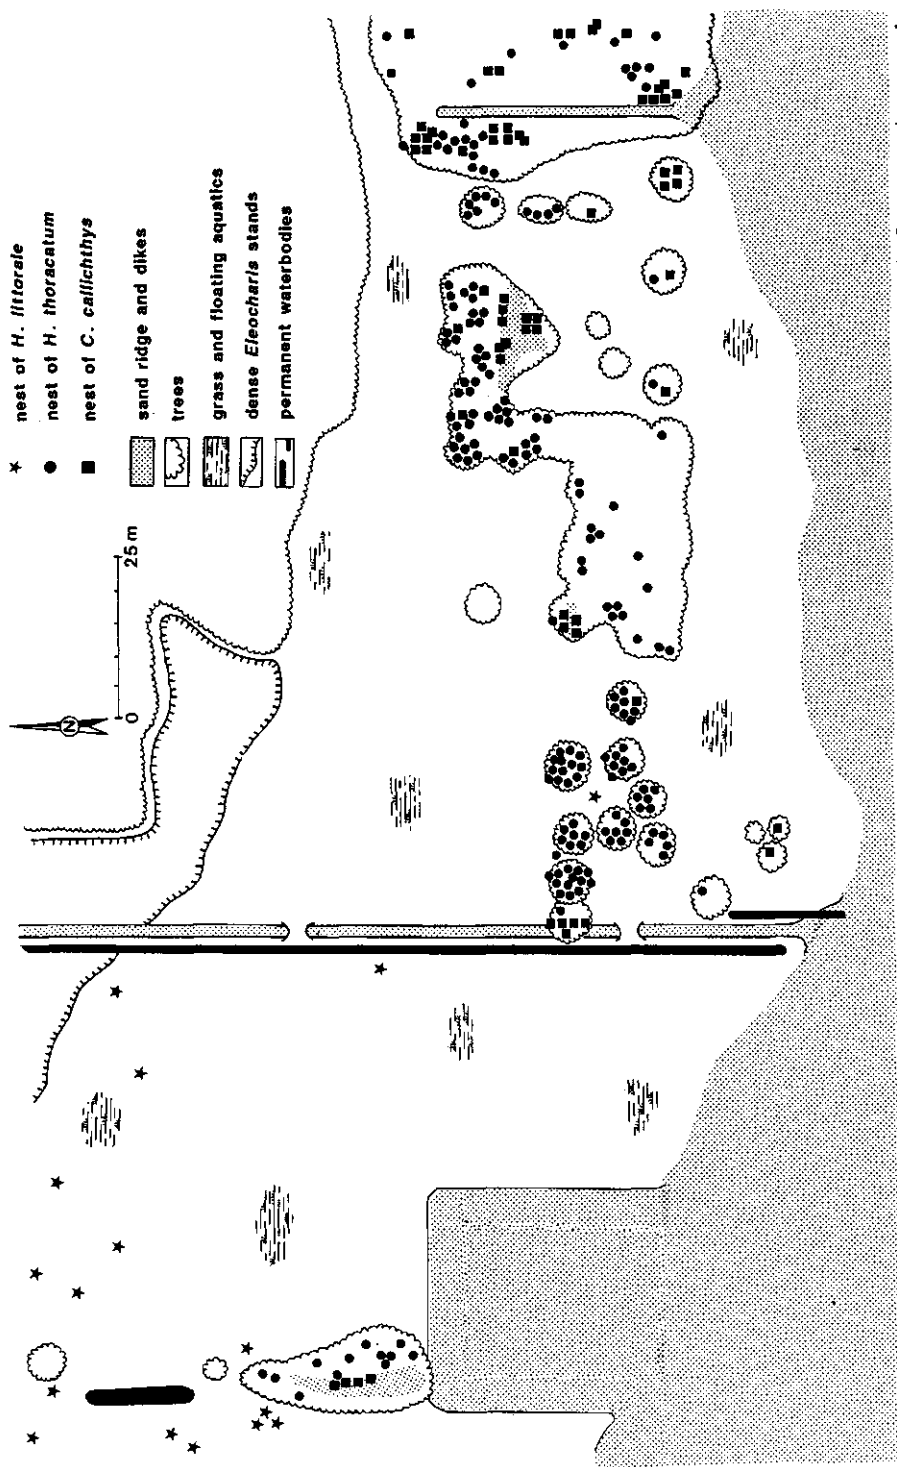 nest of H. littorale
nest of H. thoracatum
nest of C. callichthys
sand ridge and dikes
trees
grass and floating aquatics
dense Eleocharis stands
permanent waterbodies
N
0 25 m